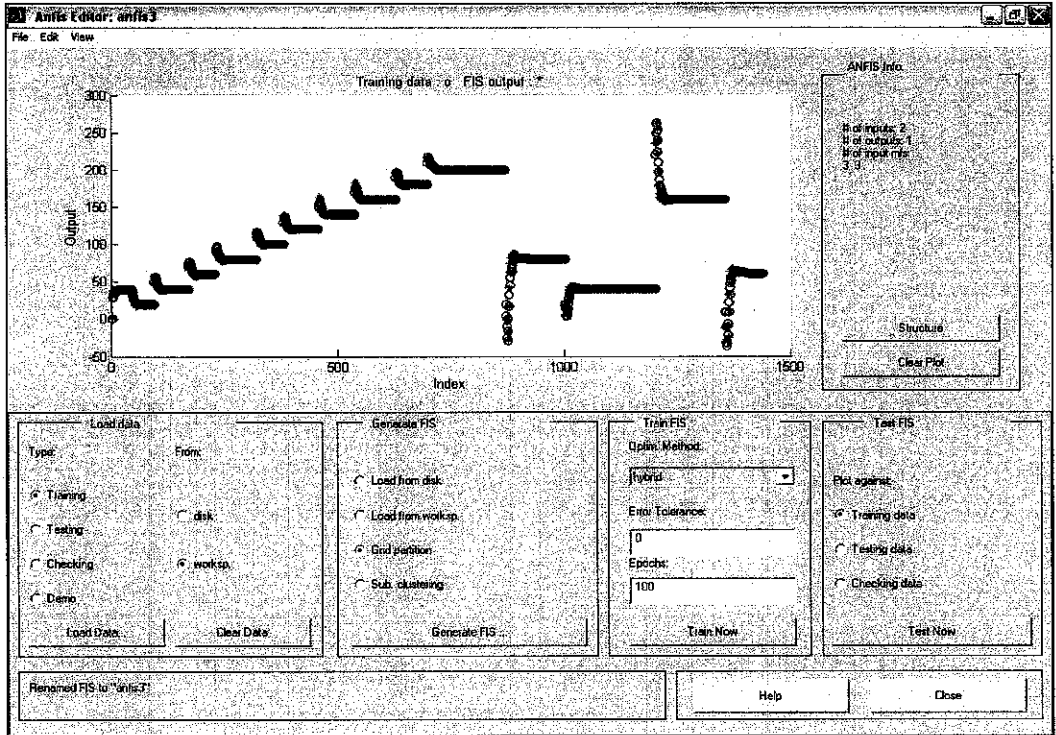 Anfis Editor: anfis3
File Edit View
Training data : o FIS output : *
300
250
200
150
100
50
0
-50
Output
0
500
1000
1500
Index
ANFIS Info.
# of inputs: 2
# of outputs: 1
# of input mfs:
3 3
Structure
Clear Plot
Load data
Type:
From:
Training
Testing
Checking
Demo
disk
worksp.
Load Data...
Clear Data
Generate FIS
Load from disk
Load from worksp.
Grid partition
Sub. clustering
Generate FIS ...
Train FIS
Optim. Method:
hybrid
Error Tolerance:
0
Epochs:
100
Train Now
Test FIS
Plot against:
Training data
Testing data
Checking data
Test Now
Renamed FIS to "anfis3"
Help
Close